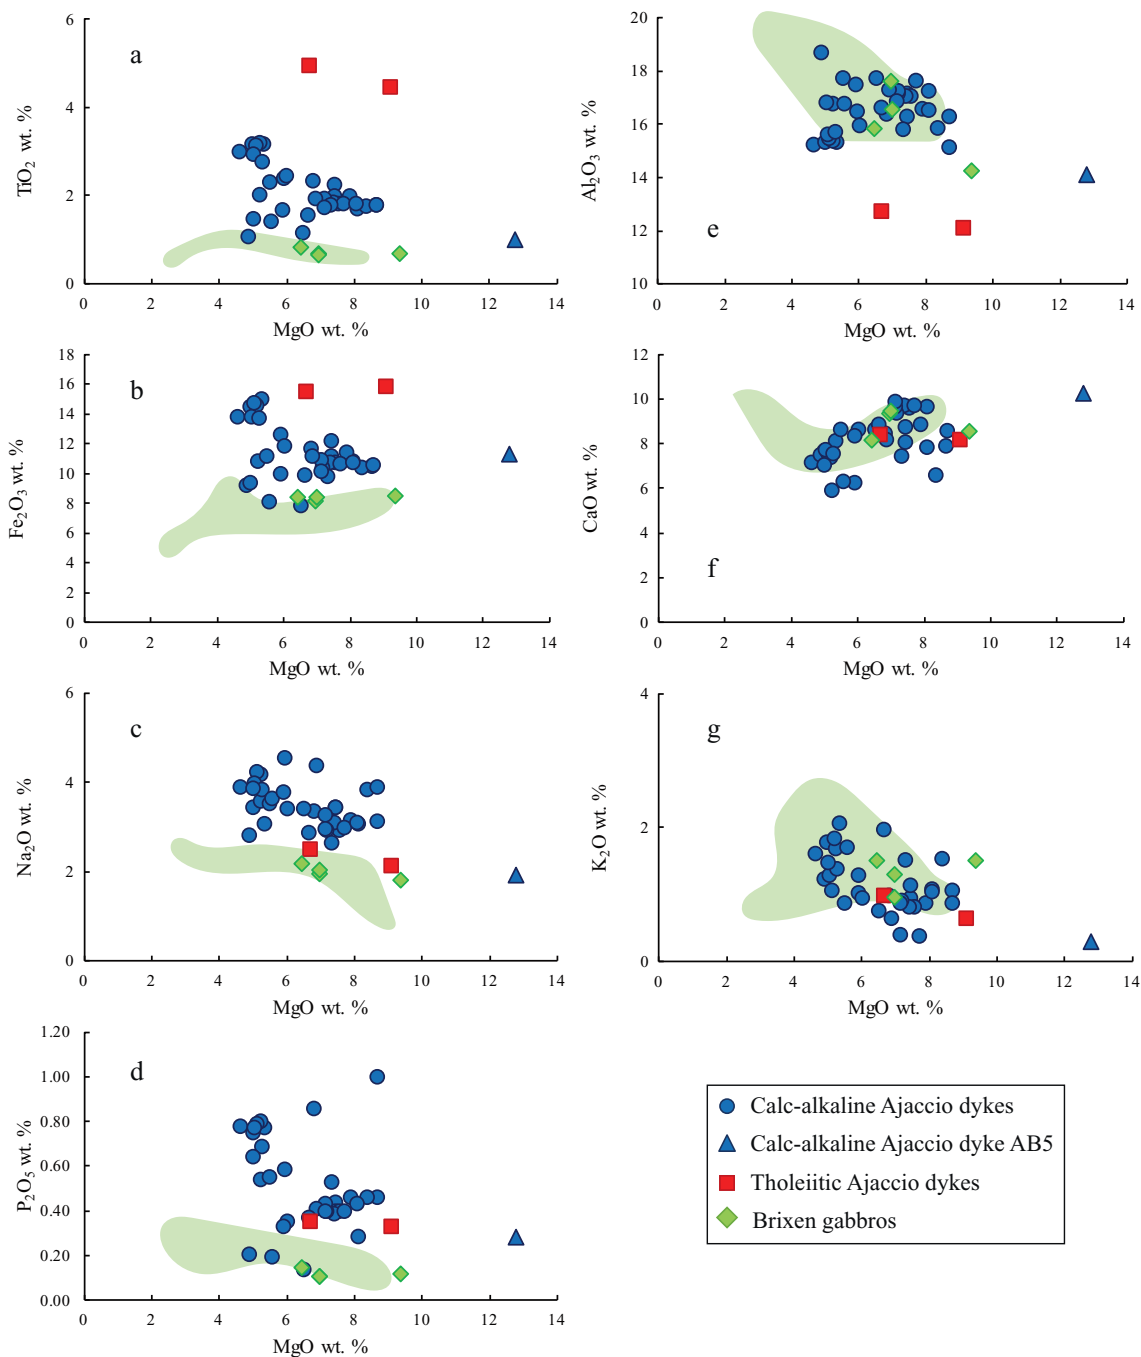 a
TiO2 wt. %
6
4
2
0
0 2 4 6 8 10 12 14
MgO wt. %
e
Al2O3 wt. %
20
18
16
14
12
10
0 2 4 6 8 10 12 14
MgO wt. %
b
Fe2O3 wt. %
18
16
14
12
10
8
6
4
2
0
0 2 4 6 8 10 12 14
MgO wt. %
f
CaO wt. %
12
10
8
6
4
2
0
0 2 4 6 8 10 12 14
MgO wt. %
c
Na2O wt. %
6
4
2
0
0 2 4 6 8 10 12 14
MgO wt. %
g
K2O wt. %
4
2
0
0 2 4 6 8 10 12 14
MgO wt. %
d
P2O5 wt. %
1.20
1.00
0.80
0.60
0.40
0.20
0.00
0 2 4 6 8 10 12 14
MgO wt. %
Calc-alkaline Ajaccio dykes
Calc-alkaline Ajaccio dyke AB5
Tholeiitic Ajaccio dykes
Brixen gabbros